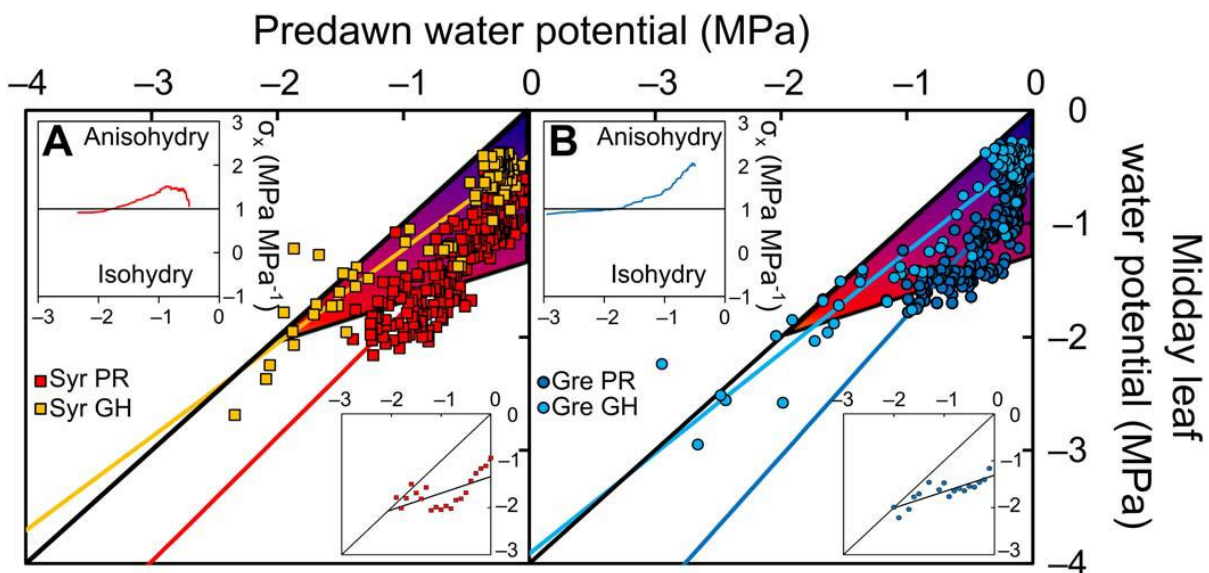 Predawn water potential (MPa)
–4 –3 –2 –1 0 –3 –2 –1 0
A
Anisohydry
Isohydry
3
2
1
0
–1
σx (MPa MPa-1)
–3 –2 –1 0
Syr PR
Syr GH
–3 –2 –1 0
0
–1
–2
–3
B
Anisohydry
Isohydry
3
2
1
0
–1
σx (MPa MPa-1)
–3 –2 –1 0
Gre PR
Gre GH
–3 –2 –1 0
0
–1
–2
–3
0
–1
–2
–3
–4
Midday leaf
water potential (MPa)